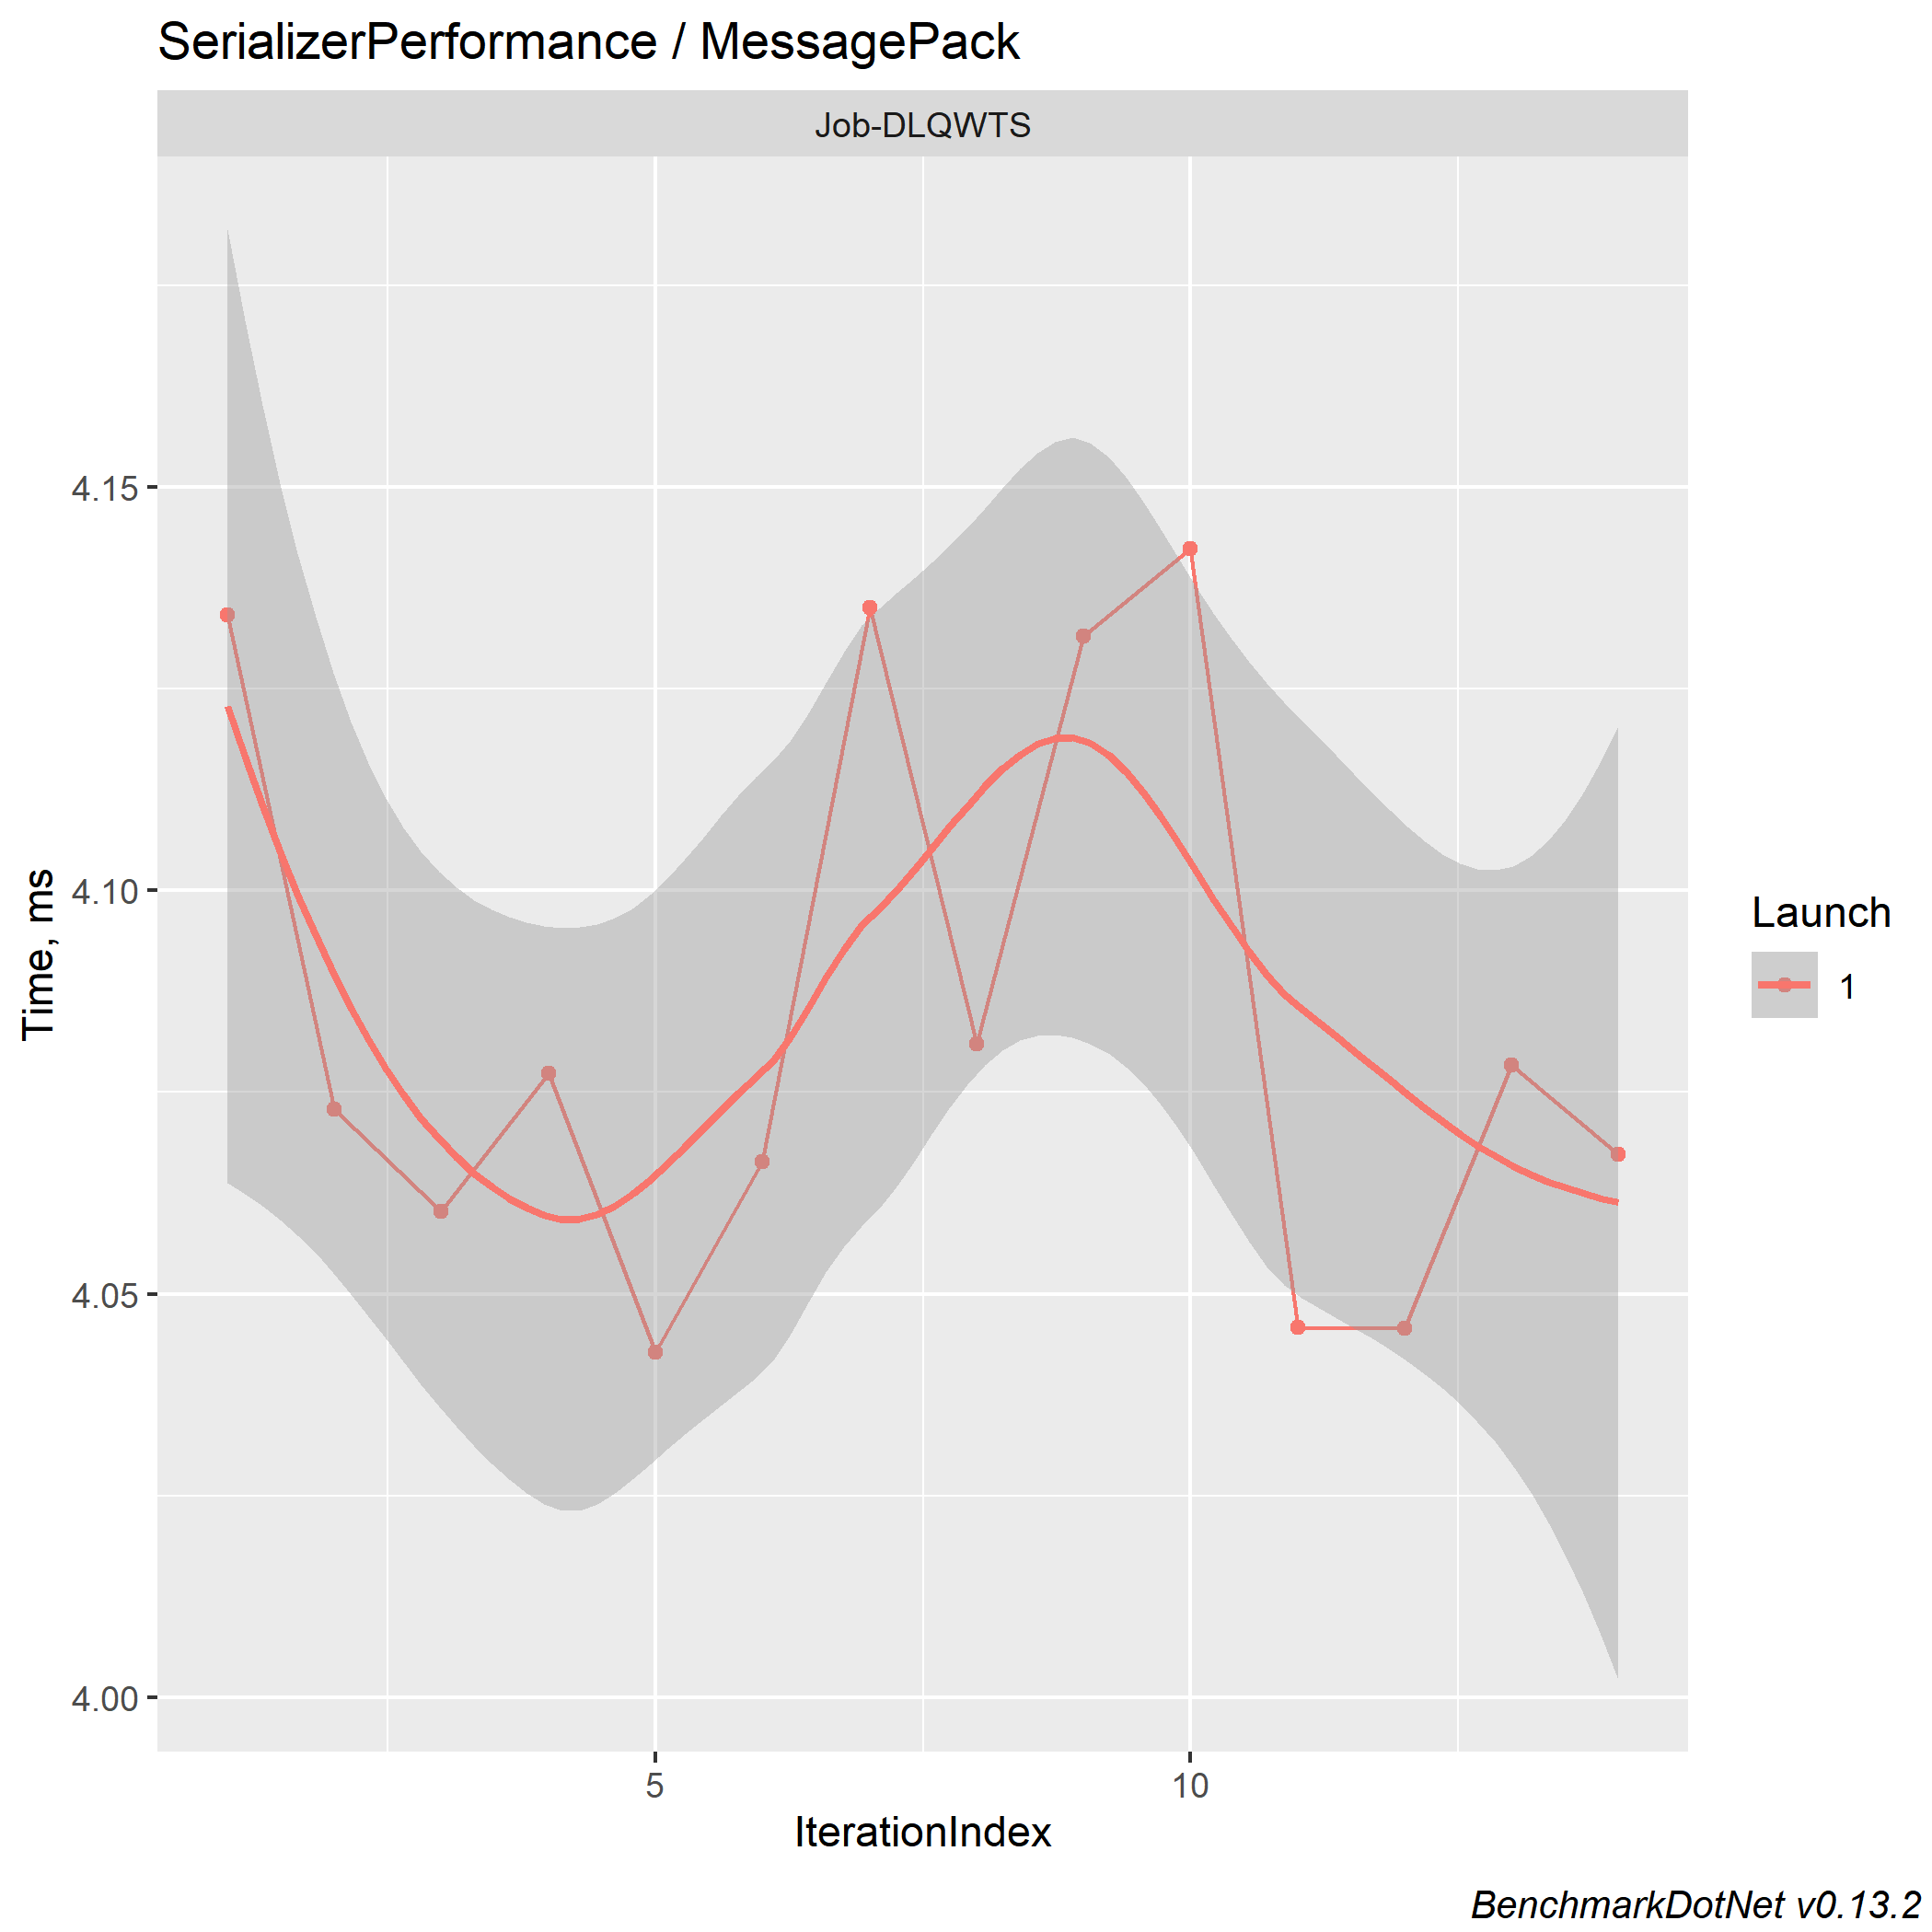 SerializerPerformance / MessagePack
Job-DLQWTS
4.15
4.10
4.05
4.00
Time, ms
5
10
IterationIndex
Launch
1
BenchmarkDotNet v0.13.2